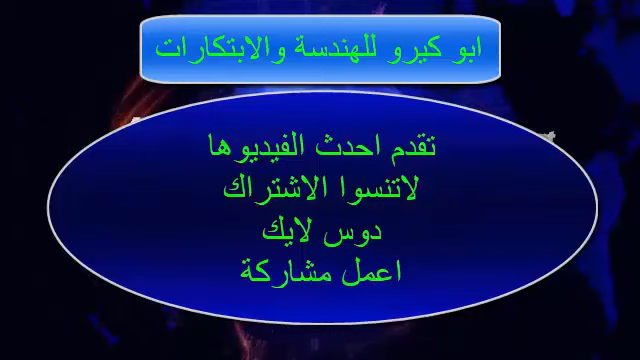 ابو كيرو للهندسة والابتكارات
تقدم احدث الفيديوها
لاتنسوا الاشتراك
دوس لايك
اعمل مشاركة